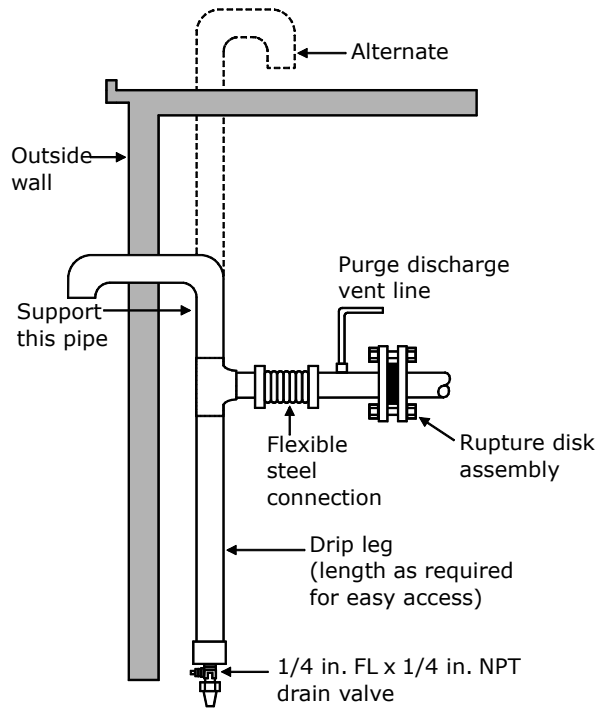 Alternate
Outside
wall
Purge discharge
vent line
Support
this pipe
Flexible
steel
connection
Rupture disk
assembly
Drip leg
(length as required
for easy access)
1/4 in. FL x 1/4 in. NPT
drain valve